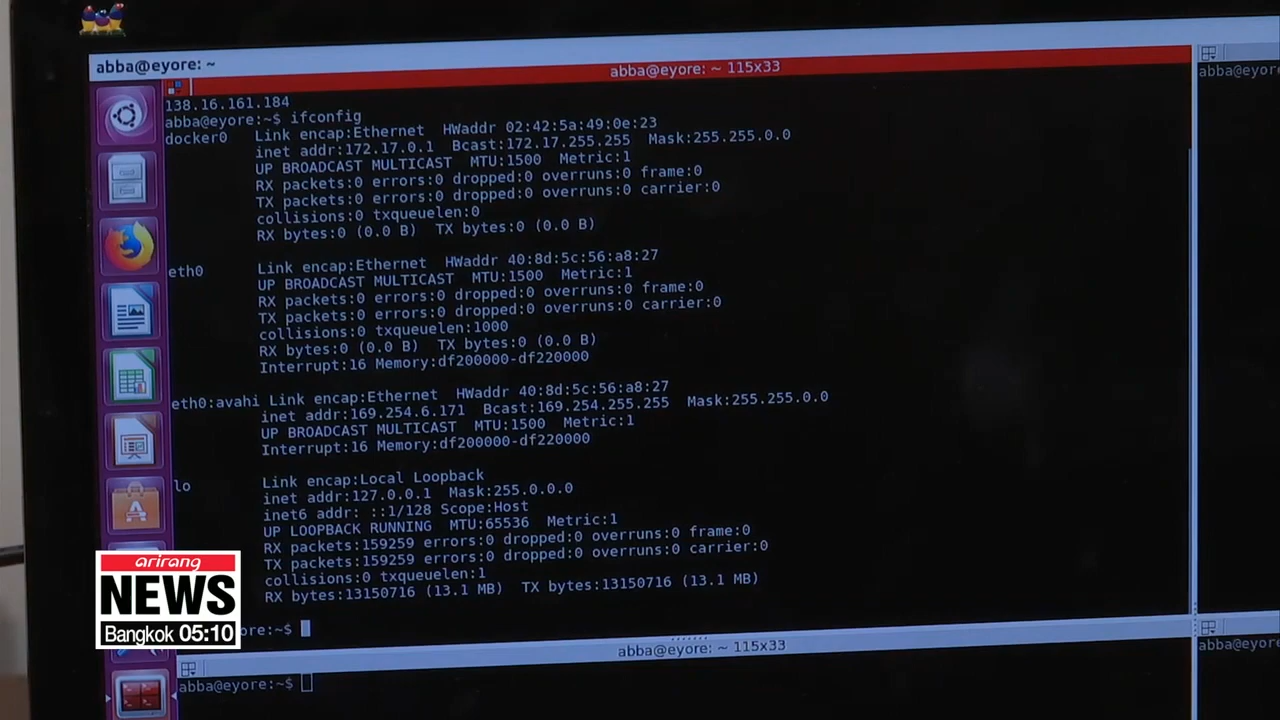 abba@eyore: ~
abba@eyore: ~ 115x33
138.16.161.184
abba@eyore:~$ ifconfig
docker0 Link encap:Ethernet HWaddr 02:42:5a:49:0e:23
inet addr:172.17.0.1 Bcast:172.17.255.255 Mask:255.255.0.0
UP BROADCAST MULTICAST MTU:1500 Metric:1
RX packets:0 errors:0 dropped:0 overruns:0 frame:0
TX packets:0 errors:0 dropped:0 overruns:0 carrier:0
collisions:0 txqueuelen:0
RX bytes:0 (0.0 B) TX bytes:0 (0.0 B)
eth0 Link encap:Ethernet HWaddr 40:8d:5c:56:a8:27
UP BROADCAST MULTICAST MTU:1500 Metric:1
RX packets:0 errors:0 dropped:0 overruns:0 frame:0
TX packets:0 errors:0 dropped:0 overruns:0 carrier:0
collisions:0 txqueuelen:1000
RX bytes:0 (0.0 B) TX bytes:0 (0.0 B)
Interrupt:16 Memory:df200000-df220000
eth0:avahi Link encap:Ethernet HWaddr 40:8d:5c:56:a8:27
inet addr:169.254.6.171 Bcast:169.254.255.255 Mask:255.255.0.0
UP BROADCAST MULTICAST MTU:1500 Metric:1
Interrupt:16 Memory:df200000-df220000
lo Link encap:Local Loopback
inet addr:127.0.0.1 Mask:255.0.0.0
inet6 addr: ::1/128 Scope:Host
UP LOOPBACK RUNNING MTU:65536 Metric:1
RX packets:159259 errors:0 dropped:0 overruns:0 frame:0
TX packets:159259 errors:0 dropped:0 overruns:0 carrier:0
collisions:0 txqueuelen:1
RX bytes:13150716 (13.1 MB) TX bytes:13150716 (13.1 MB)
ore:~$
abba@eyore: ~ 115x33
abba@eyore:~$
abba@eyor
abba@eyore
arirang
NEWS
Bangkok 05:10